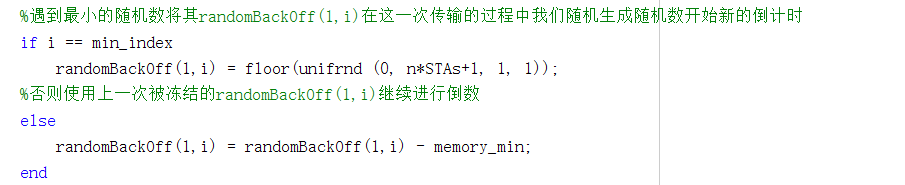 %遇到最小的随机数将其randomBackOff(1,i)在这一次传输的过程中我们随机生成随机数开始新的倒计时
if i == min_index
randomBackOff(1,i) = floor(unifrnd (0, n*STAs+1, 1, 1));
%否则使用上一次被冻结的randomBackOff(1,i)继续进行倒数
else
randomBackOff(1,i) = randomBackOff(1,i) - memory_min;
end